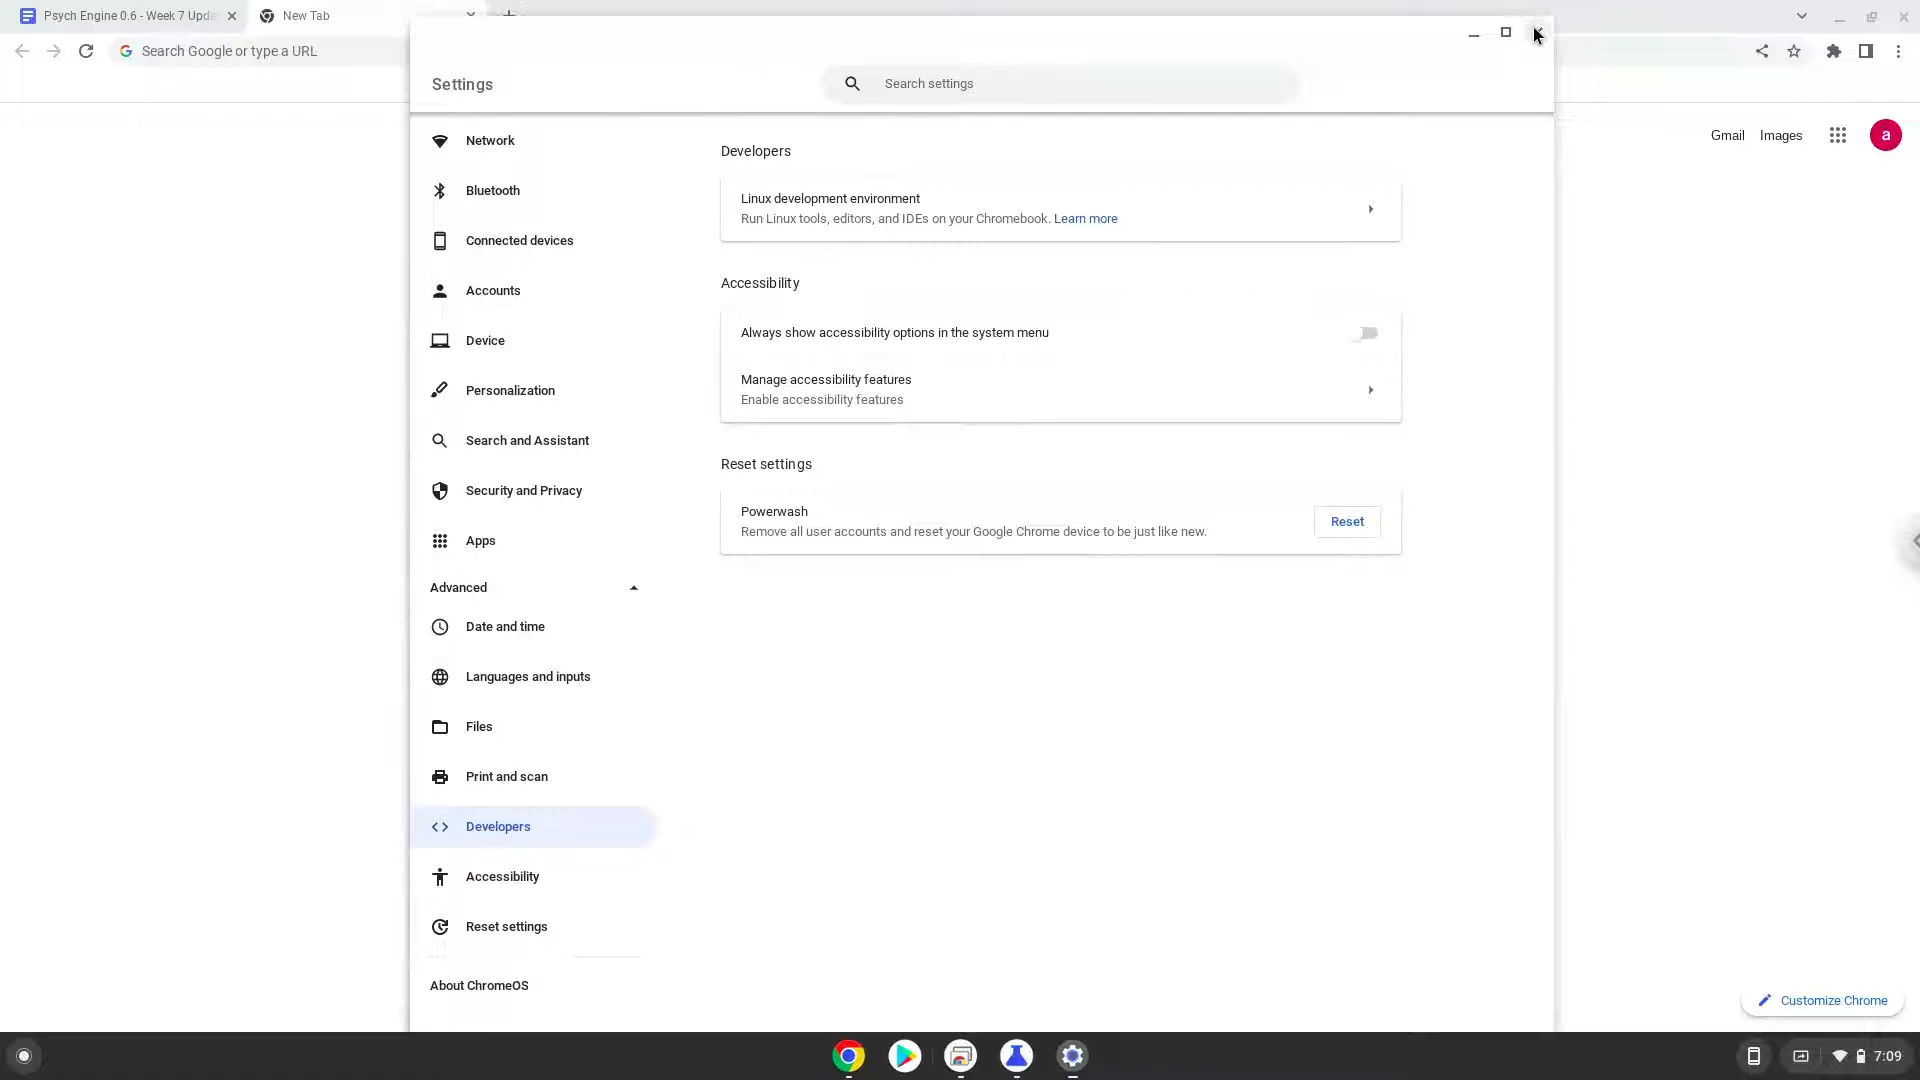 Psych Engine 0.6 - Week 7 Upda
New Tab
Search Google or type a URL
Settings
Search settings
Gmail
Images
a
Network
Bluetooth
Connected devices
Accounts
Device
Personalization
Search and Assistant
Security and Privacy
Apps
Advanced
Date and time
Languages and inputs
Files
Print and scan
Developers
Accessibility
Reset settings
About ChromeOS
Developers
Linux development environment
Run Linux tools, editors, and IDEs on your Chromebook. Learn more
Accessibility
Always show accessibility options in the system menu
Manage accessibility features
Enable accessibility features
Reset settings
Powerwash
Remove all user accounts and reset your Google Chrome device to be just like new.
Reset
Customize Chrome
7:09